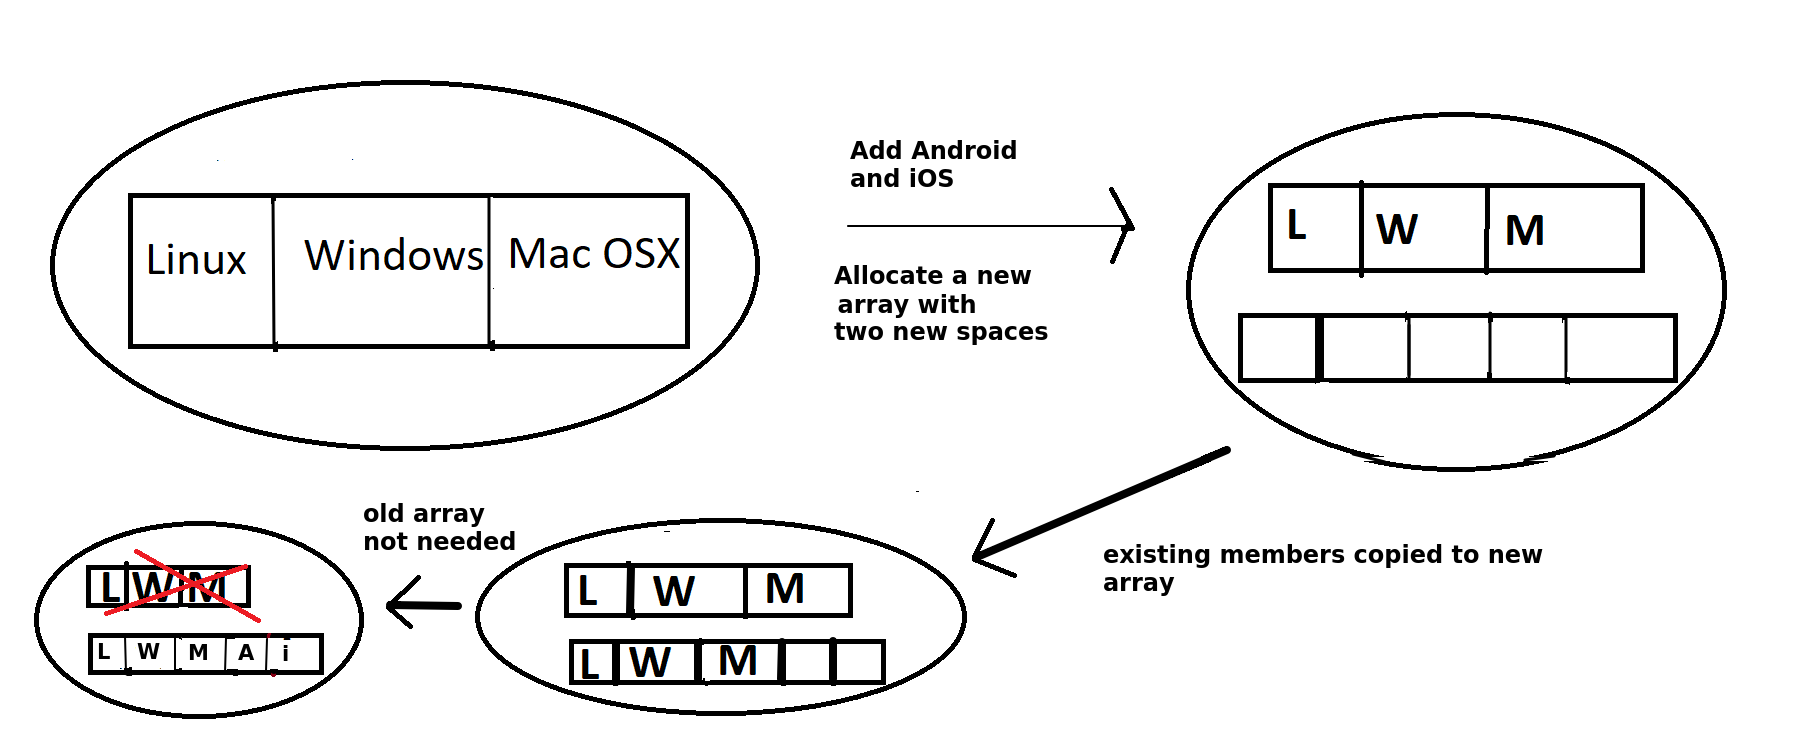 Linux Windows Mac OSX
Add Android
and iOS
Allocate a new
array with
two new spaces
L W M
existing members copied to new
array
L W M
L W M
old array
not needed
L W M
L W M A i